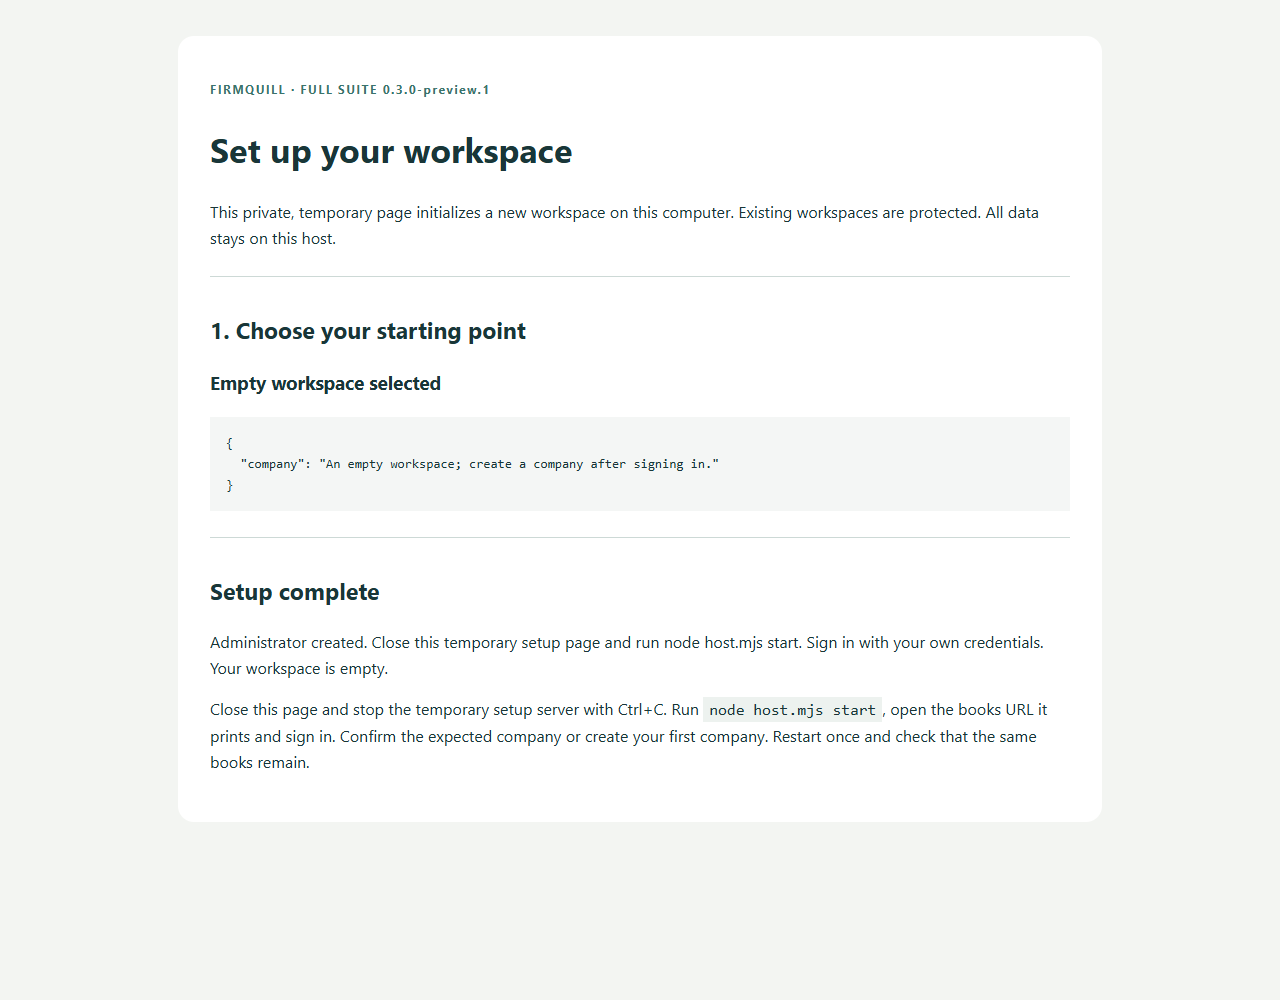 FIRMQUILL · FULL SUITE 0.3.0-preview.1
Set up your workspace
This private, temporary page initializes a new workspace on this computer. Existing workspaces are protected. All data
stays on this host.
1. Choose your starting point
Empty workspace selected
{
  "company": "An empty workspace; create a company after signing in."
}
Setup complete
Administrator created. Close this temporary setup page and run node host.mjs start. Sign in with your own credentials.
Your workspace is empty.
Close this page and stop the temporary setup server with Ctrl+C. Run node host.mjs start, open the books URL it
prints and sign in. Confirm the expected company or create your first company. Restart once and check that the same
books remain.